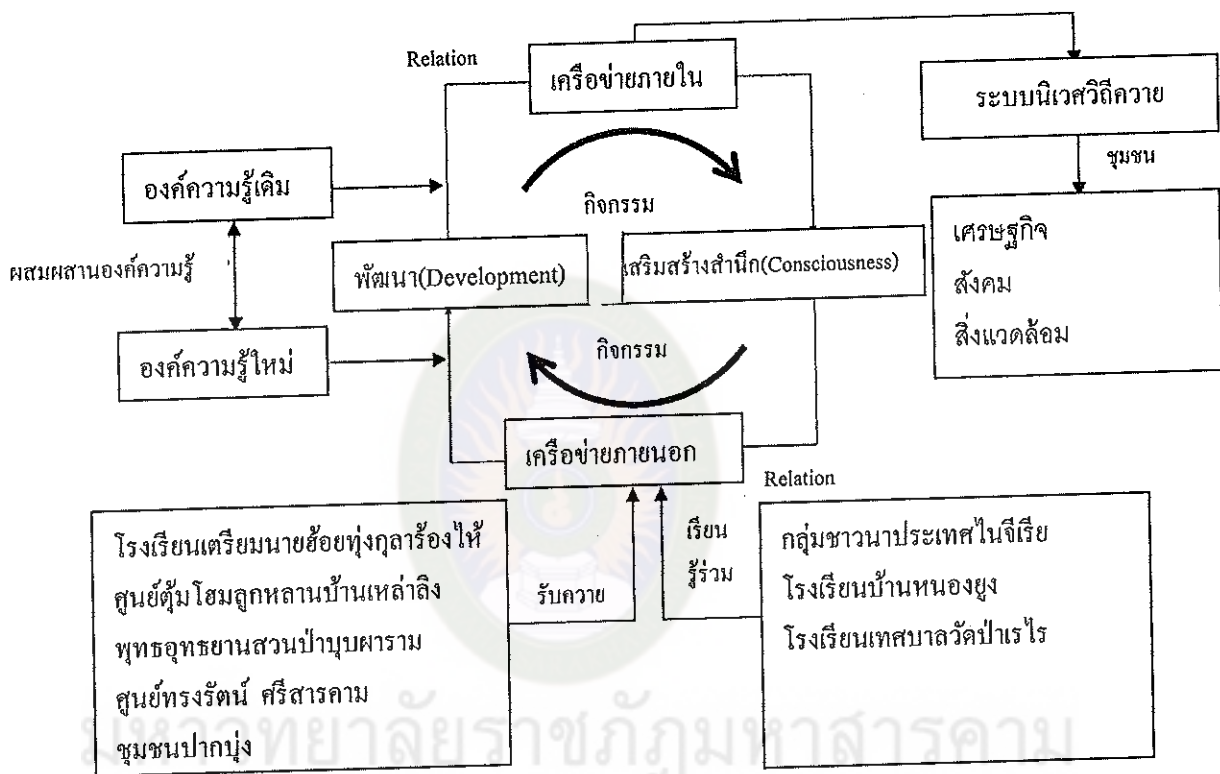 Relation
เครือข่ายภายใน
ระบบนิเวศวิถีควาย
ชุมชน
องค์ความรู้เดิม
กิจกรรม
เศรษฐกิจ
สังคม
สิ่งแวดล้อม
ผสมผสานองค์ความรู้
พัฒนา(Development)
เสริมสร้างสำนึก(Consciousness)
องค์ความรู้ใหม่
กิจกรรม
เครือข่ายภายนอก
Relation
โรงเรียนเตรียมนายฮ้อยทุ่งกุลาร้องไห้
ศูนย์ตุ้มโฮมลูกหลานบ้านเหล่าลิง
พุทธอุทธยานสวนป่าบุบผาราม
ศูนย์ทรงรัตน์ ศรีสารคาม
ชุมชนปากบุ่ง
รับควาย
เรียน
รู้ร่วม
กลุ่มชาวนาประเทศไนจีเรีย
โรงเรียนบ้านหนองยูง
โรงเรียนเทศบาลวัดป่าเรไร
มหาวิทยาลัยราชภัฏมหาสารคาม